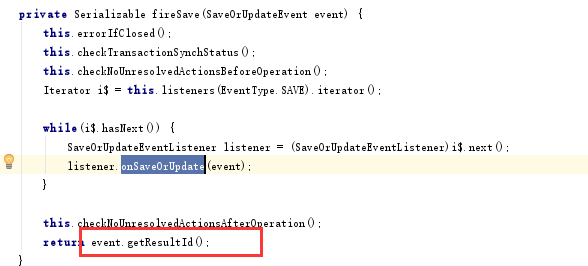 private Serializable fireSave(SaveOrUpdateEvent event) {
this.errorIfClosed();
this.checkTransactionSynchStatus();
this.checkNoUnresolvedActionsBeforeOperation();
Iterator i$ = this.listeners(EventType.SAVE).iterator();
while(i$.hasNext()) {
SaveOrUpdateEventListener listener = (SaveOrUpdateEventListener)i$.next();
listener.onSaveOrUpdate(event);
}
this.checkNoUnresolvedActionsAfterOperation();
return event.getResultId();
}